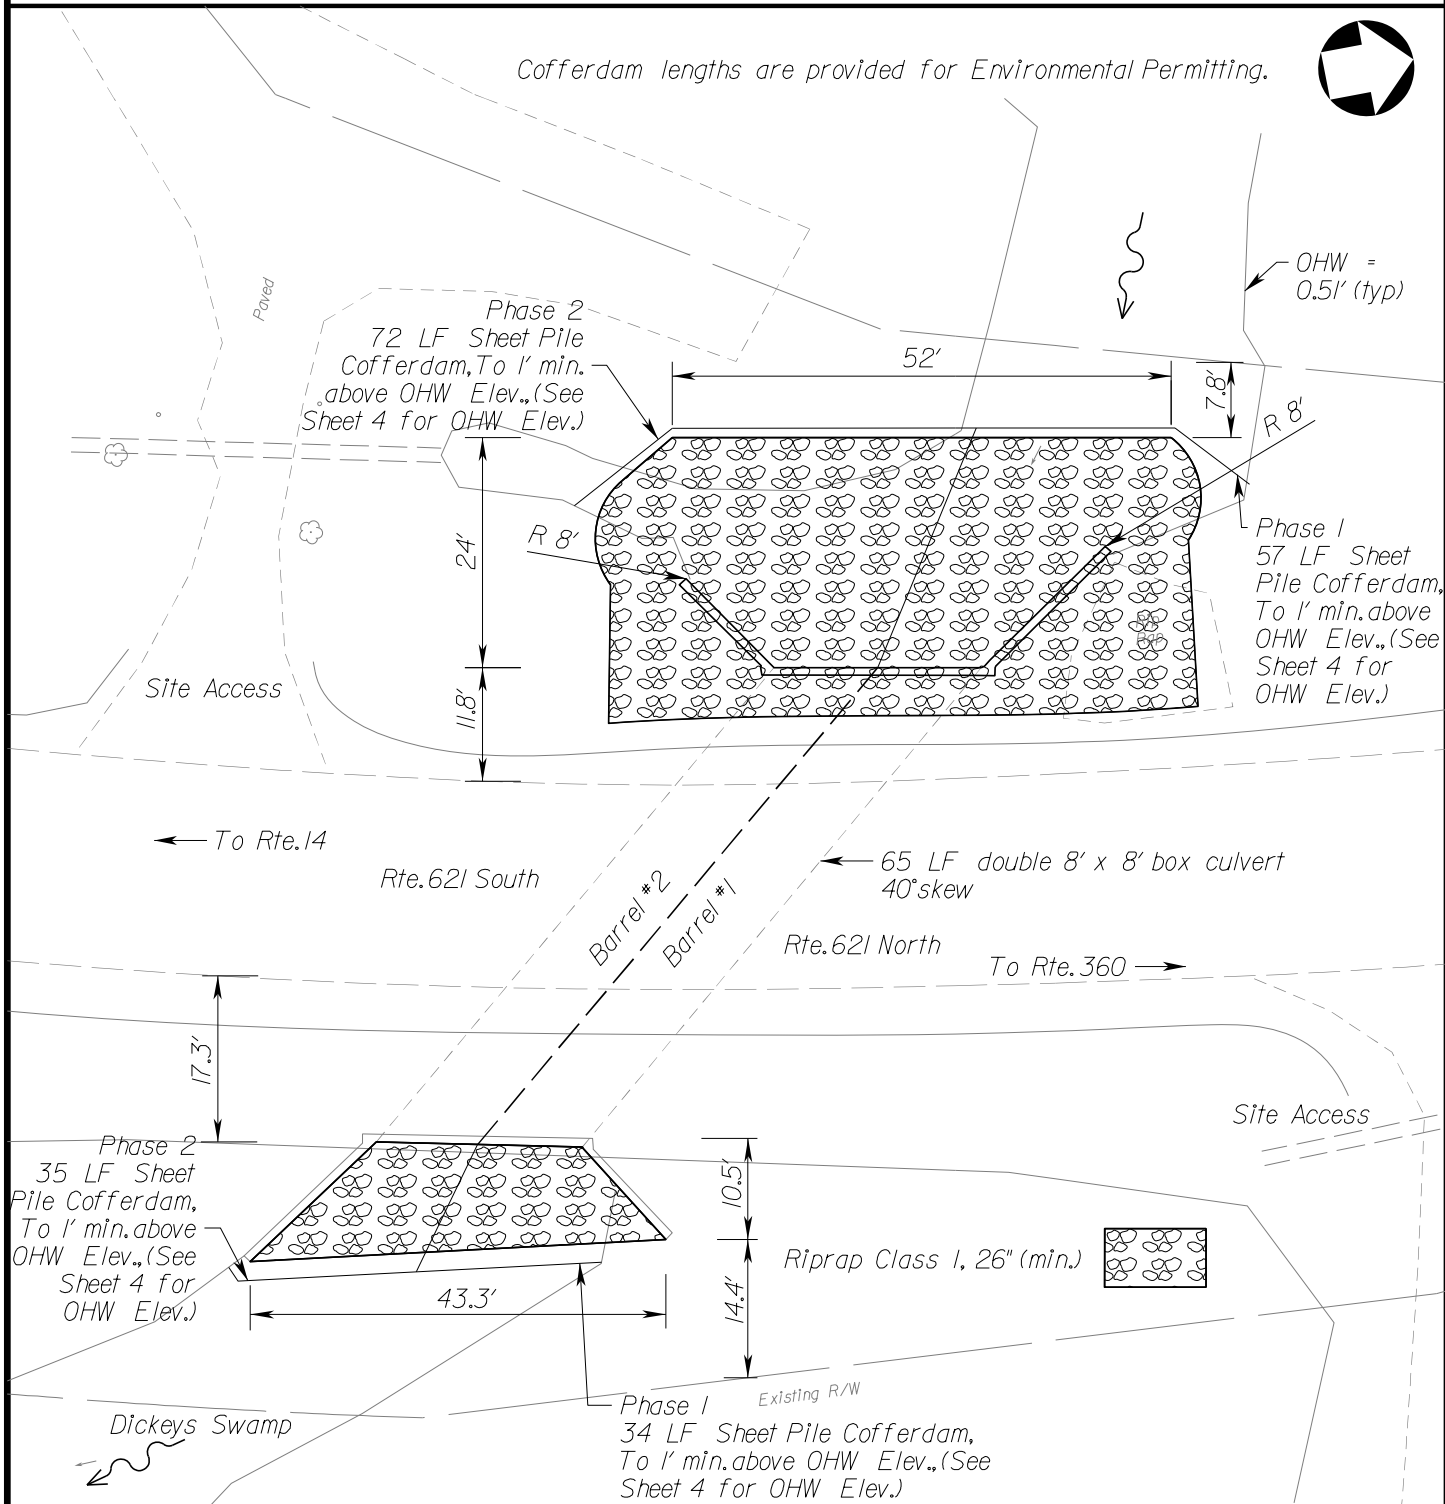 Cofferdam lengths are provided for Environmental Permitting.
OHW =
0.51' (typ)
Paved
Phase 2
72 LF Sheet Pile
Cofferdam, To 1' min.
above OHW Elev., (See
Sheet 4 for OHW Elev.)
52'
7.8'
R 8'
R 8'
24'
11.8'
Phase 1
57 LF Sheet
Pile Cofferdam,
To 1' min. above
OHW Elev., (See
Sheet 4 for
OHW Elev.)
Rip
Rap
Site Access
To Rte. 14
Rte. 621 South
65 LF double 8' x 8' box culvert
40° skew
Barrel #2
Barrel #1
Rte. 621 North
To Rte. 360
17.3'
Site Access
Phase 2
35 LF Sheet
Pile Cofferdam,
To 1' min. above
OHW Elev., (See
Sheet 4 for
OHW Elev.)
10.5'
14.4'
Riprap Class 1, 26" (min.)
43.3'
Existing R/W
Phase 1
34 LF Sheet Pile Cofferdam,
To 1' min. above OHW Elev., (See
Sheet 4 for OHW Elev.)
Dickeys Swamp